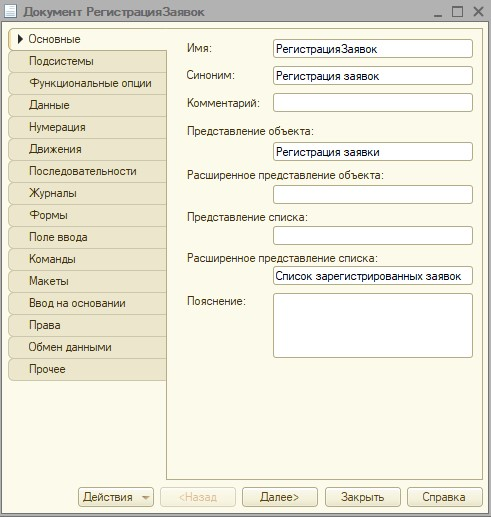 Документ РегистрацияЗаявок
Основные
Подсистемы
Функциональные опции
Данные
Нумерация
Движения
Последовательности
Журналы
Формы
Поле ввода
Команды
Макеты
Ввод на основании
Права
Обмен данными
Прочее
Имя: РегистрацияЗаявок
Синоним: Регистрация заявок
Комментарий:
Представление объекта:
Регистрация заявки
Расширенное представление объекта:
Представление списка:
Расширенное представление списка:
Список зарегистрированных заявок
Пояснение:
Действия <Назад Далее> Закрыть Справка